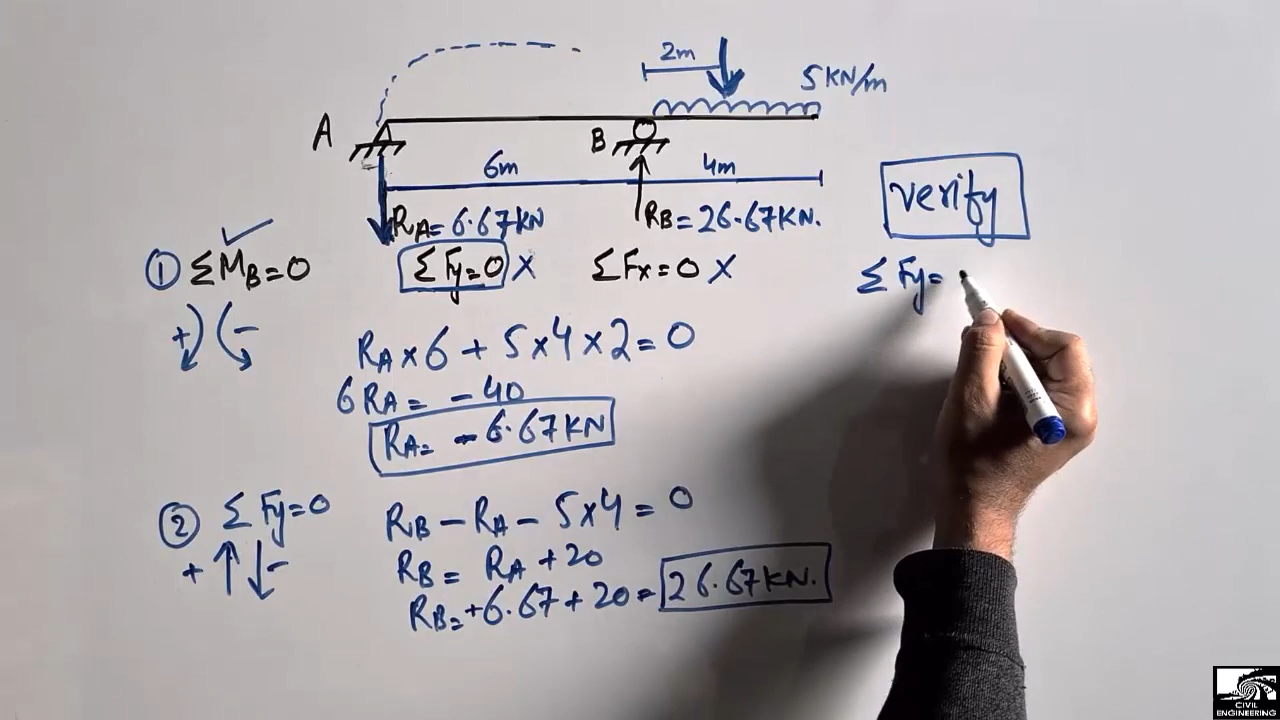 2m
5KN/m
A
B
6m
4m
RA=6.67KN
RB=26.67KN.
verify
① ΣMB=0
ΣFy=0 X
ΣFx=0 X
ΣFy=
+ -
RA×6 + 5×4×2=0
6RA= -40
RA= -6.67KN
② ΣFy=0
+ -
RB-RA-5×4=0
RB= RA+20
RB=+6.67+20=26.67KN.
CIVIL
ENGINEERING